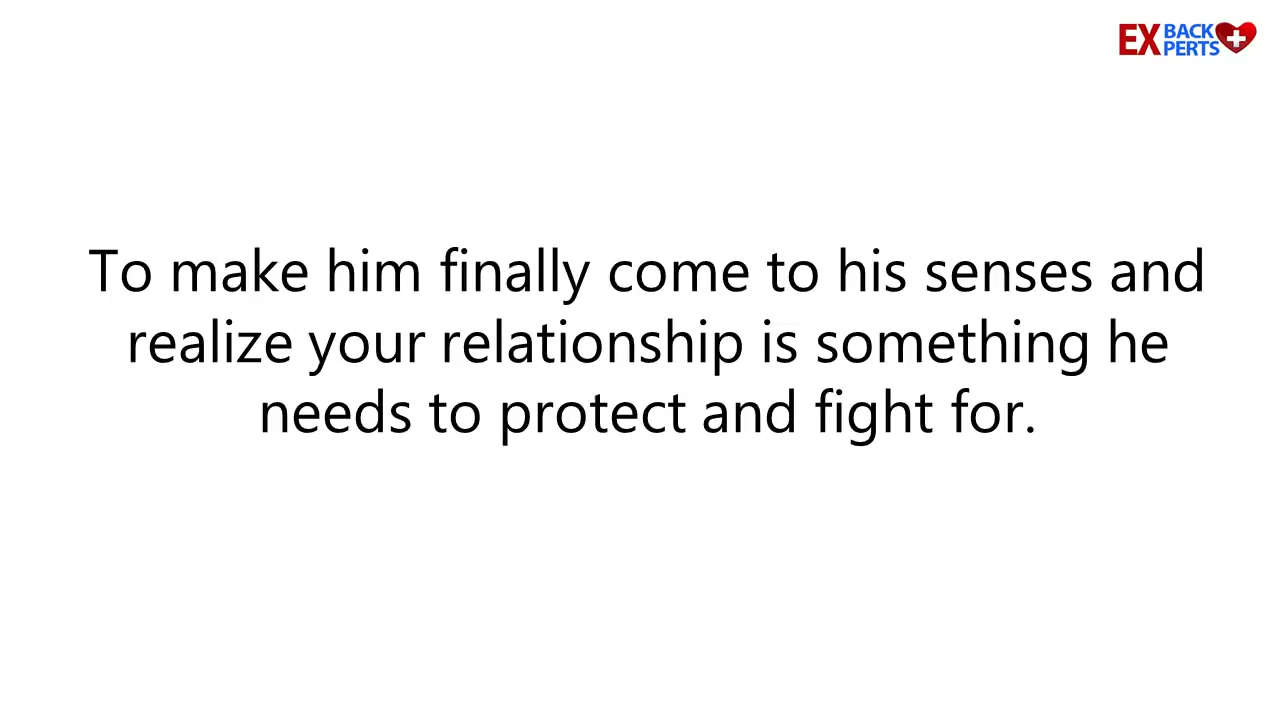 EX BACK
PERTS
To make him finally come to his senses and
realize your relationship is something he
needs to protect and fight for.